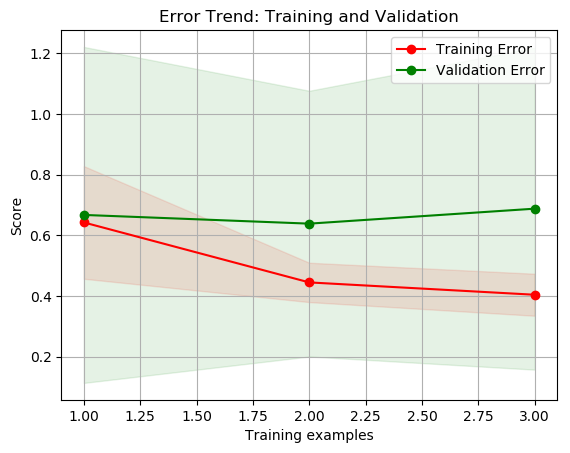 Error Trend: Training and Validation
Training Error
Validation Error
1.2
1.0
0.8
0.6
0.4
0.2
Score
1.00 1.25 1.50 1.75 2.00 2.25 2.50 2.75 3.00
Training examples